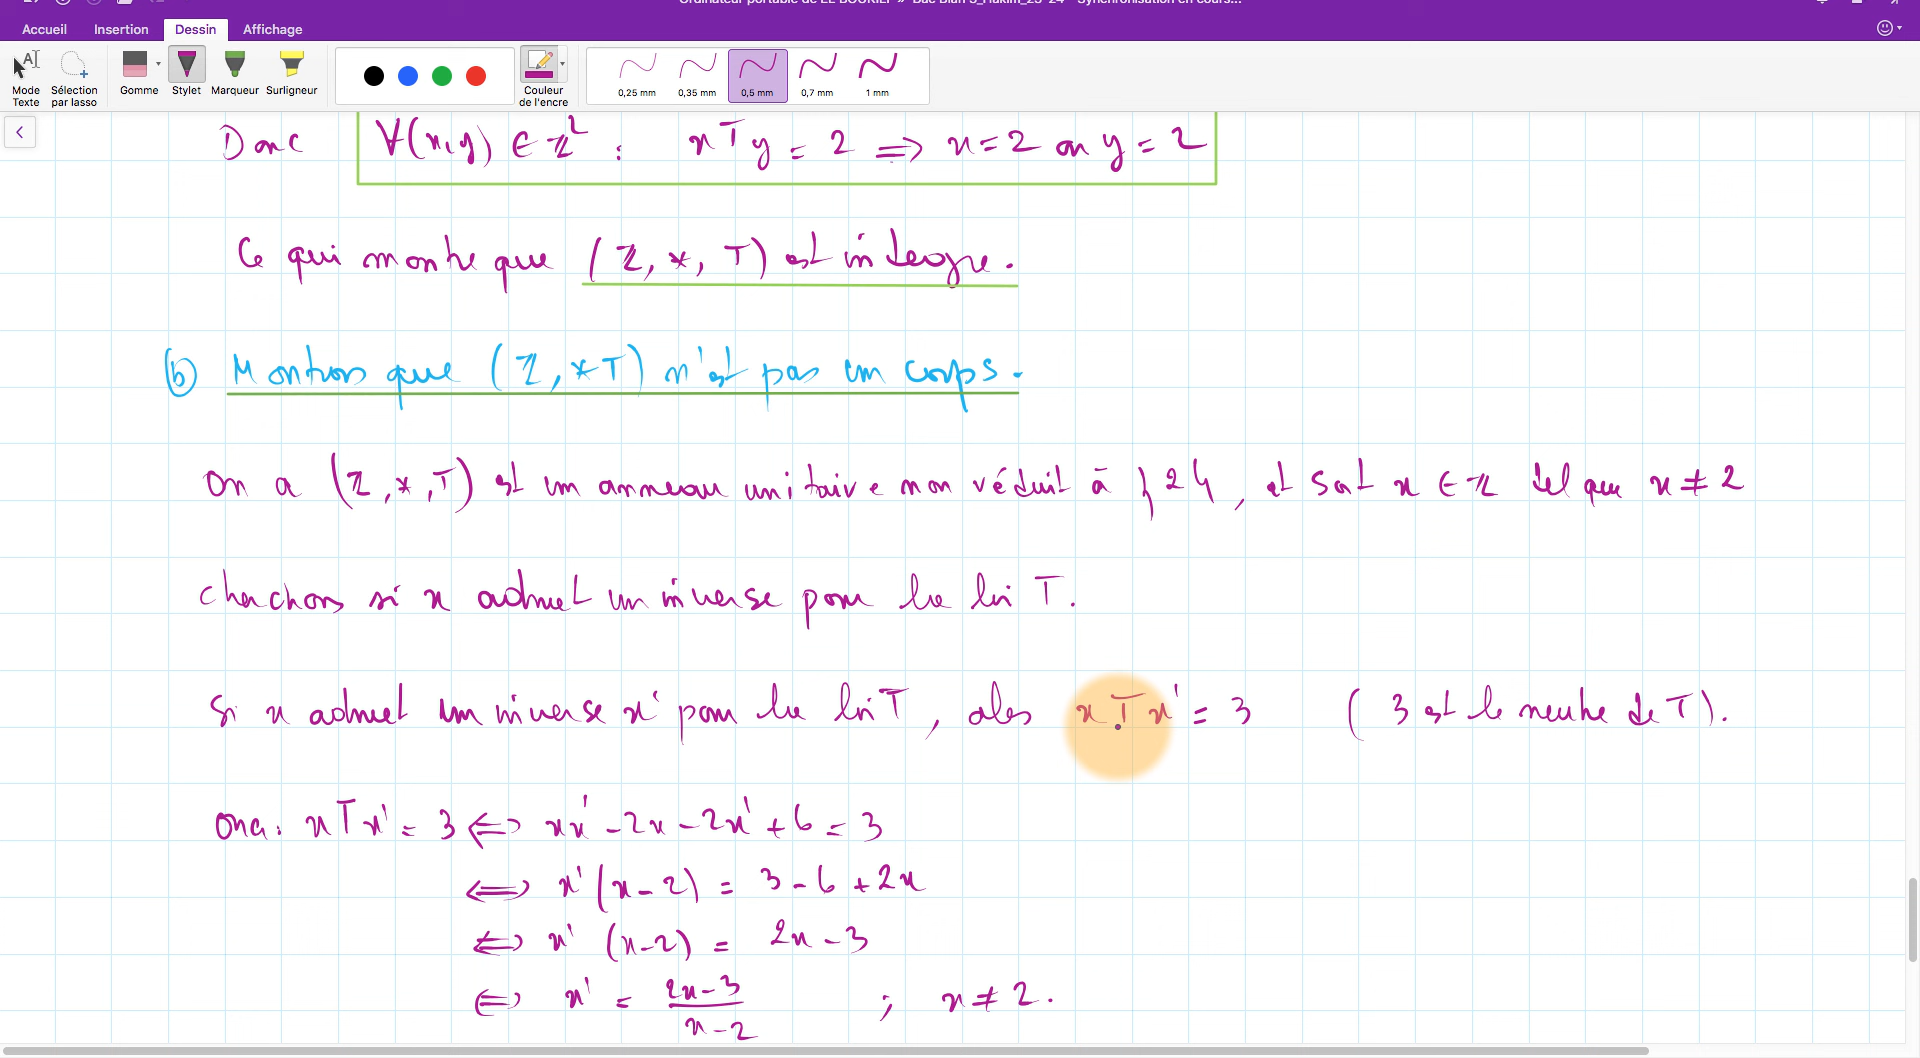 Accueil Insertion Dessin Affichage
Mode Texte Sélection par lasso Gomme Stylet Marqueur Surligneur Couleur de l'encre 0,25 mm 0,35 mm 0,5 mm 0,7 mm 1 mm
Donc ∀(x,y) ∈ ℤ² : x T y = 2 ⟹ x = 2 ou y = 2
Ce qui montre que (ℤ, *, T) est intègre.
(b) Montrons que (ℤ, * T) n'est pas un corps.
On a (ℤ, *, T) est un anneau unitaire non réduit à {2}, et soit x ∈ ℤ tel que x ≠ 2
cherchons si x admet un inverse pour la loi T.
Si x admet un inverse x' pour la loi T, alors x T x' = 3 (3 est le neutre de T).
On a : x T x' = 3 ⟺ xx' - 2x - 2x' + 6 = 3
⟺ x'(x - 2) = 3 - 6 + 2x
⟺ x' (x - 2) = 2x - 3
⟺ x' = (2x - 3)/(x - 2) ; x ≠ 2.